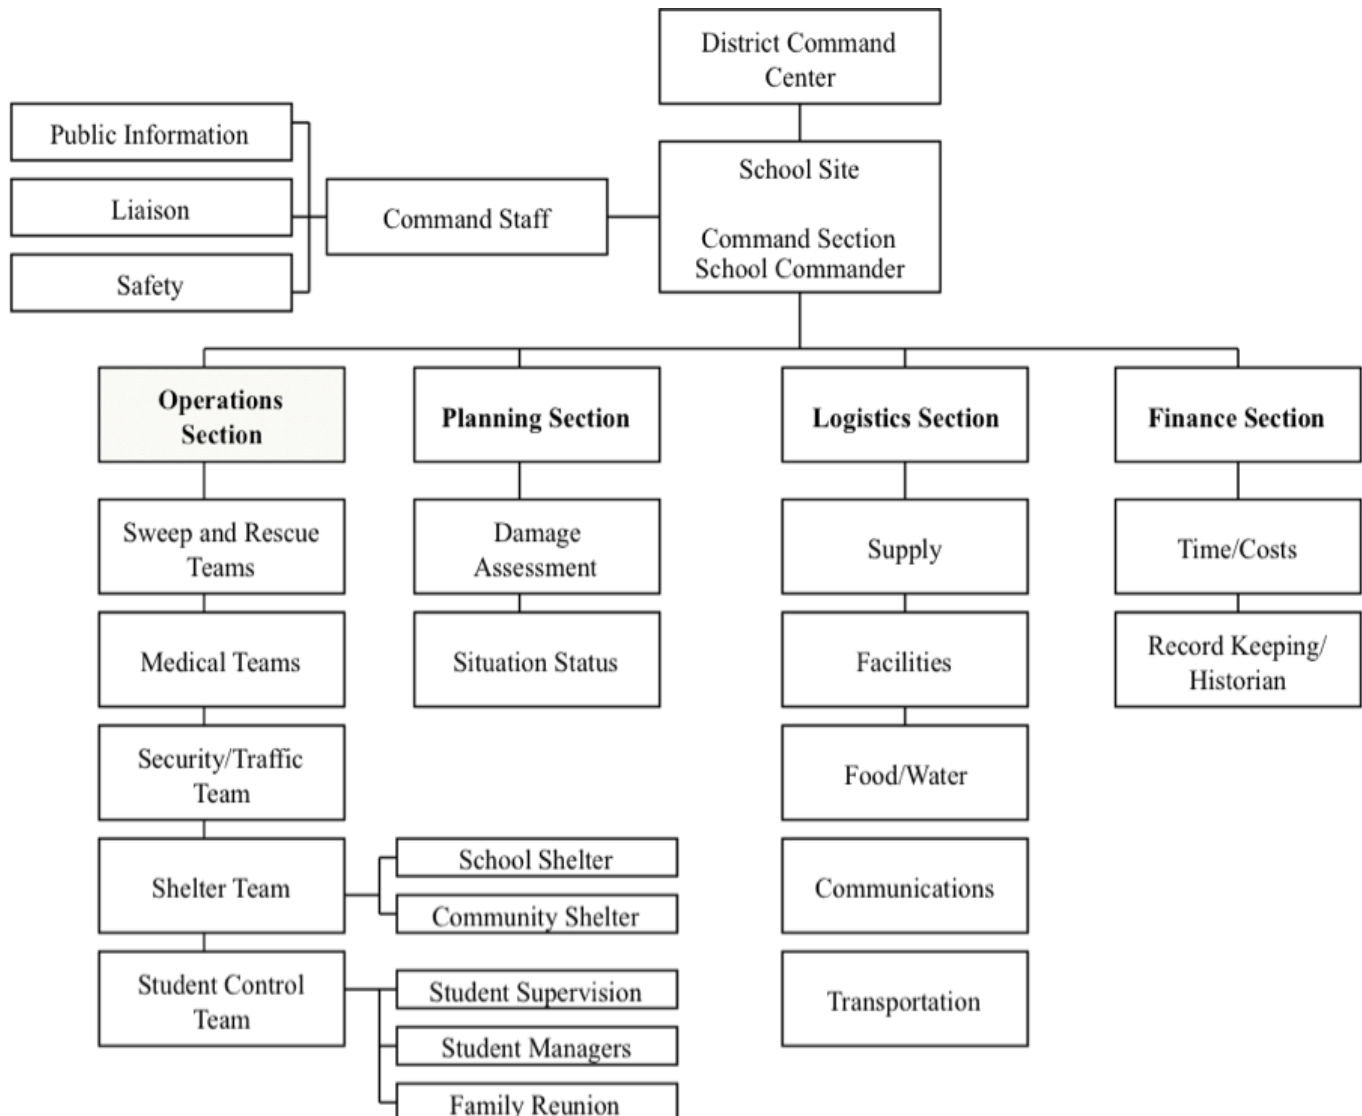 District Command
Center
Public Information
Liaison
Safety
Command Staff
School Site
Command Section
School Commander
Operations
Section
Planning Section
Logistics Section
Finance Section
Sweep and Rescue
Teams
Damage
Assessment
Supply
Time/Costs
Medical Teams
Situation Status
Facilities
Record Keeping/
Historian
Security/Traffic
Team
Food/Water
Shelter Team
School Shelter
Community Shelter
Communications
Student Control
Team
Student Supervision
Student Managers
Family Reunion
Transportation